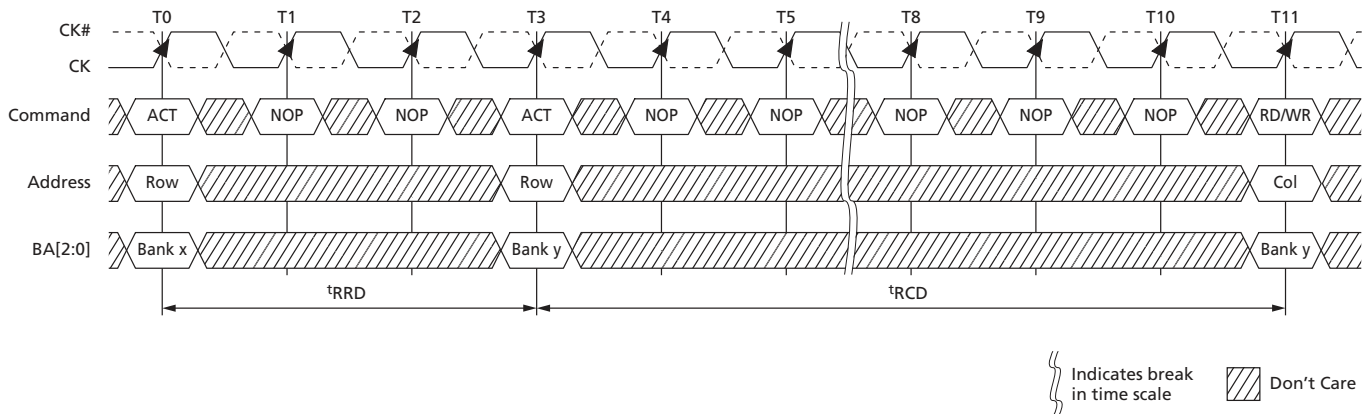 T0 T1 T2 T3 T4 T5 T8 T9 T10 T11
CK#
CK
Command ACT NOP NOP ACT NOP NOP NOP NOP NOP RD/WR
Address Row Row Col
BA[2:0] Bank x Bank y Bank y
tRRD tRCD
Indicates break
in time scale
Don't Care